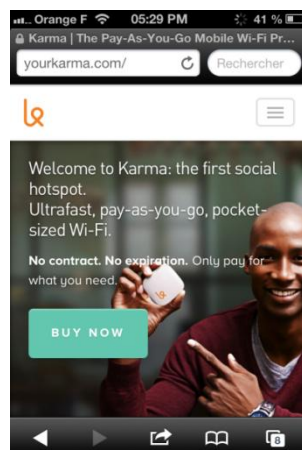 Orange F 05:29 PM 41 %
Karma | The Pay-As-You-Go Mobile Wi-Fi Pr...
yourkarma.com/ Rechercher
Welcome to Karma: the first social
hotspot.
Ultrafast, pay-as-you-go, pocket-
sized Wi-Fi.
No contract. No expiration. Only pay for
what you need.
BUY NOW
8